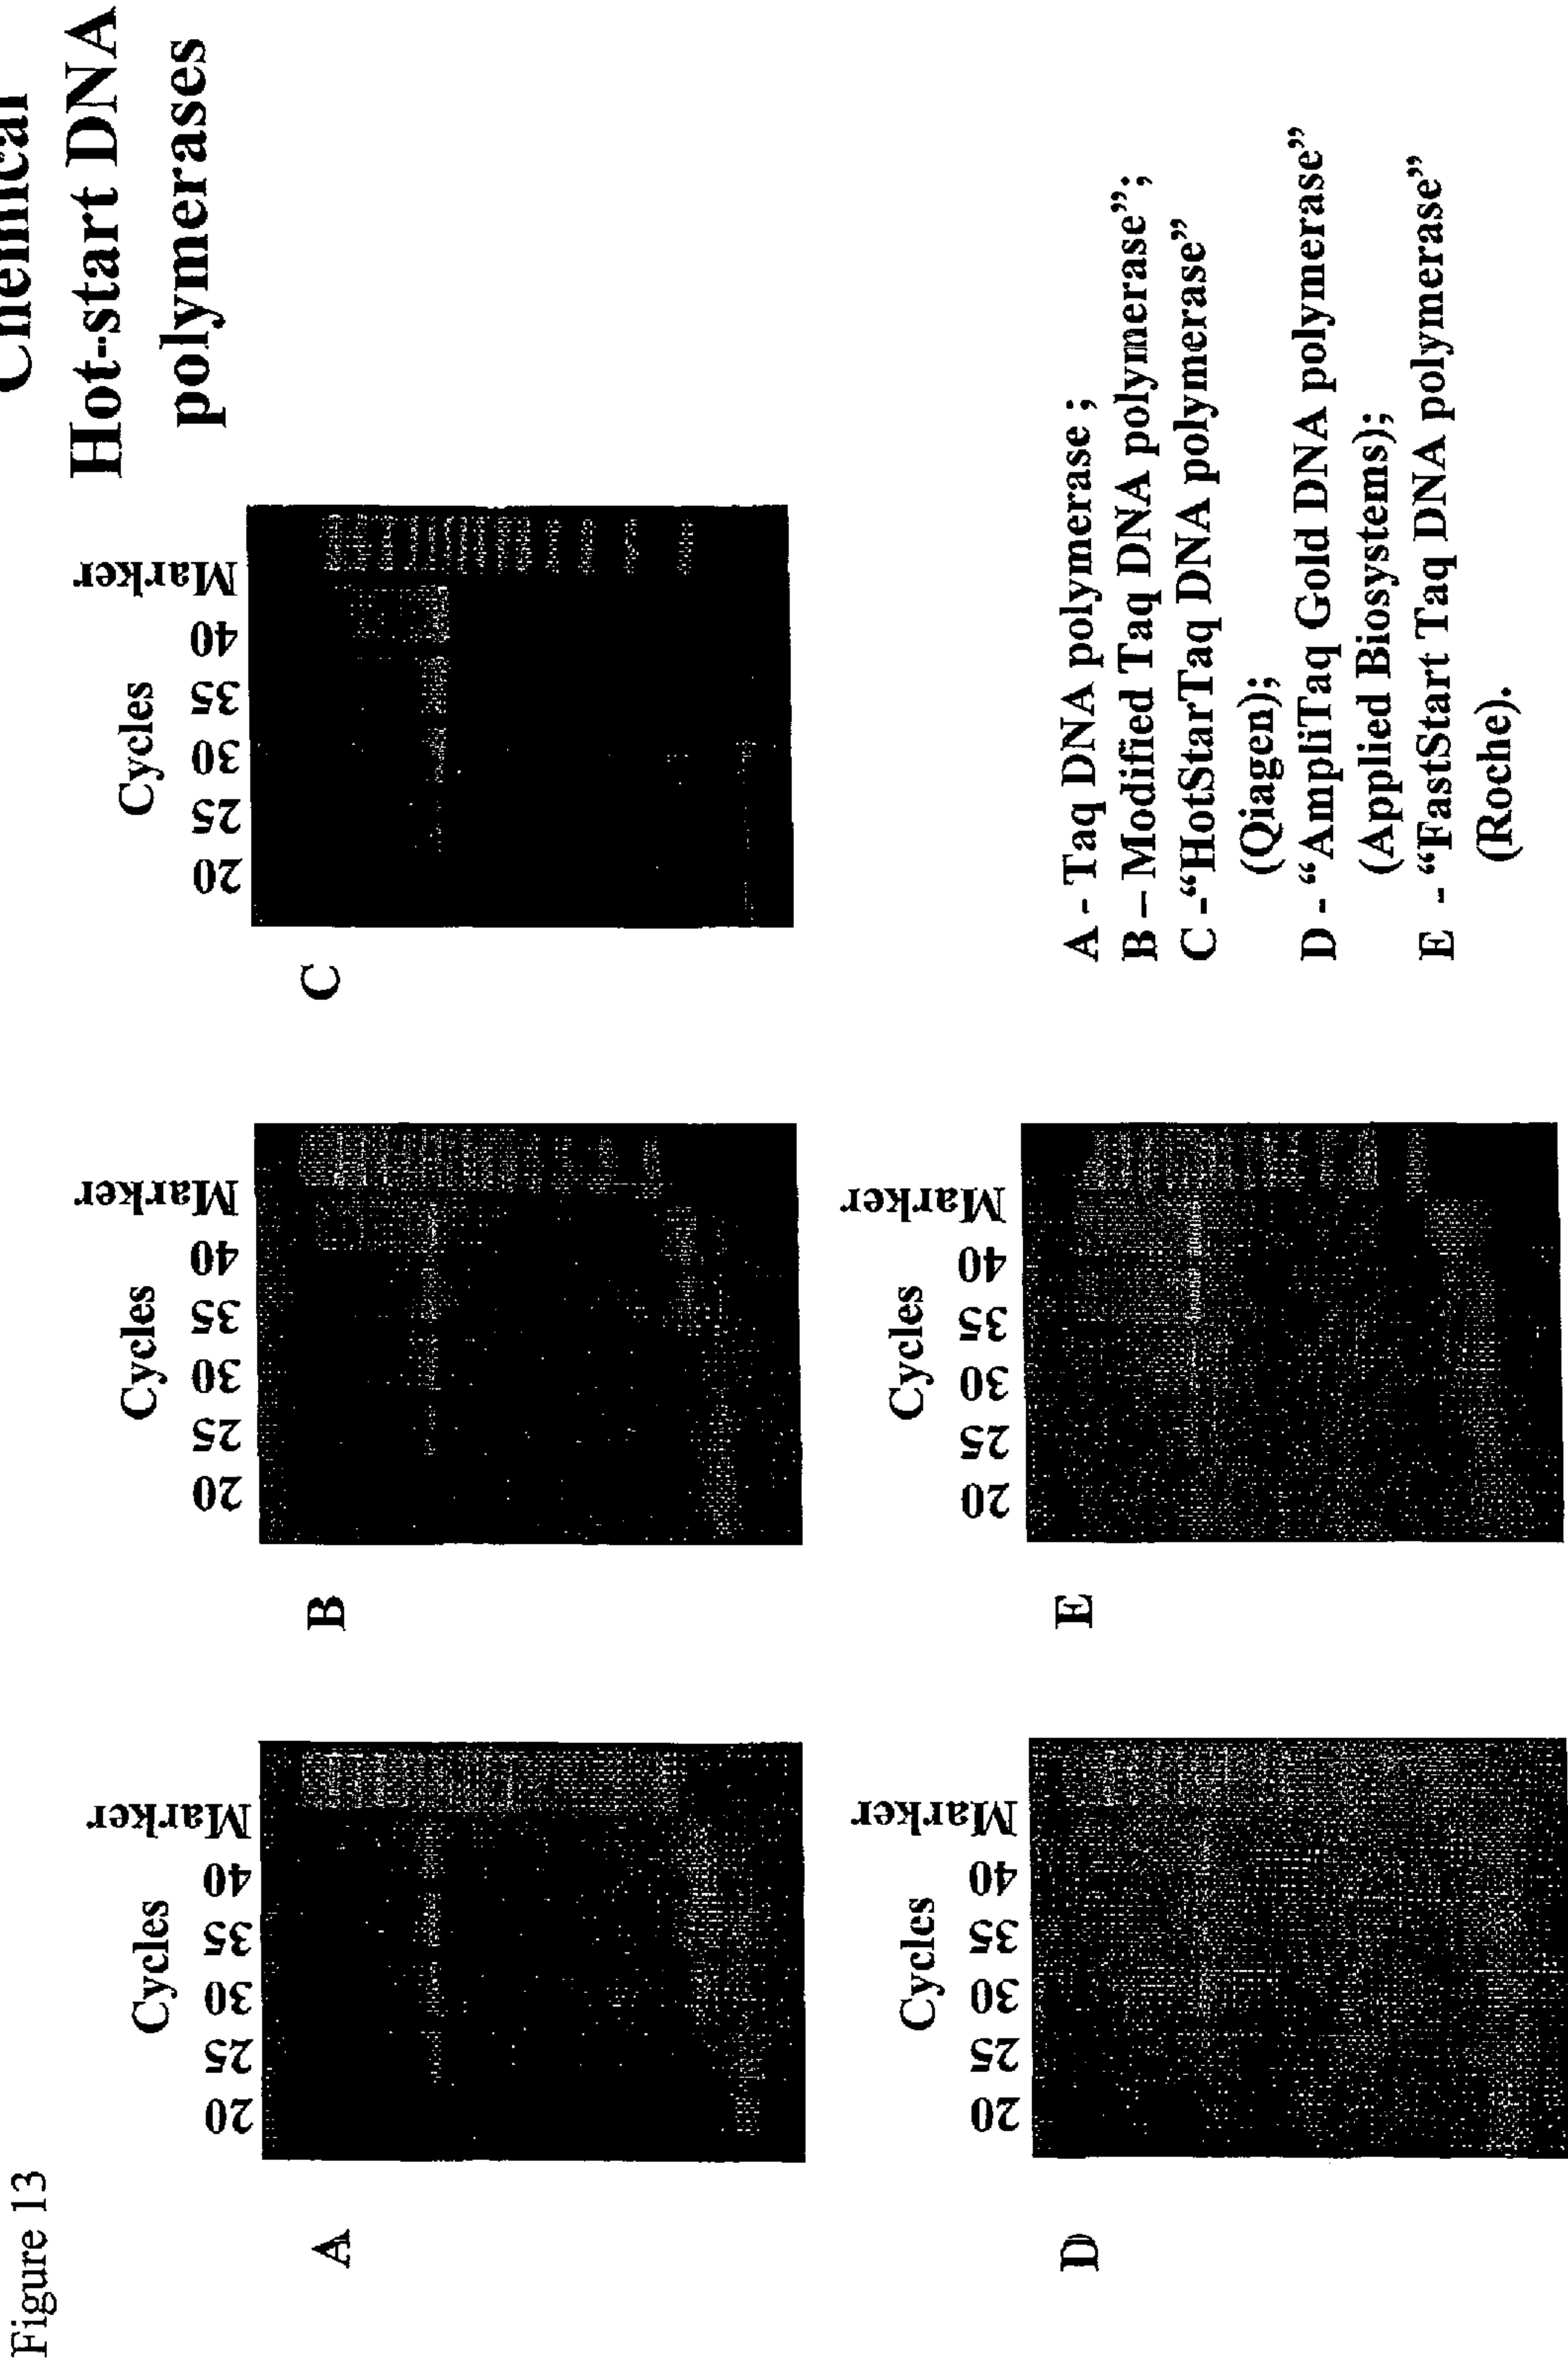 Figure 13
Chemical
Hot-start DNA
polymerases
A
Cycles
20 25 30 35 40 Marker
B
Cycles
20 25 30 35 40 Marker
C
Cycles
20 25 30 35 40 Marker
D
Cycles
20 25 30 35 40 Marker
E
Cycles
20 25 30 35 40 Marker
A - Taq DNA polymerase ;
B – Modified Taq DNA polymerase”;
C -“HotStarTaq DNA polymerase”
(Qiagen);
D - “AmpliTaq Gold DNA polymerase”
(Applied Biosystems);
E - “FastStart Taq DNA polymerase”
(Roche).